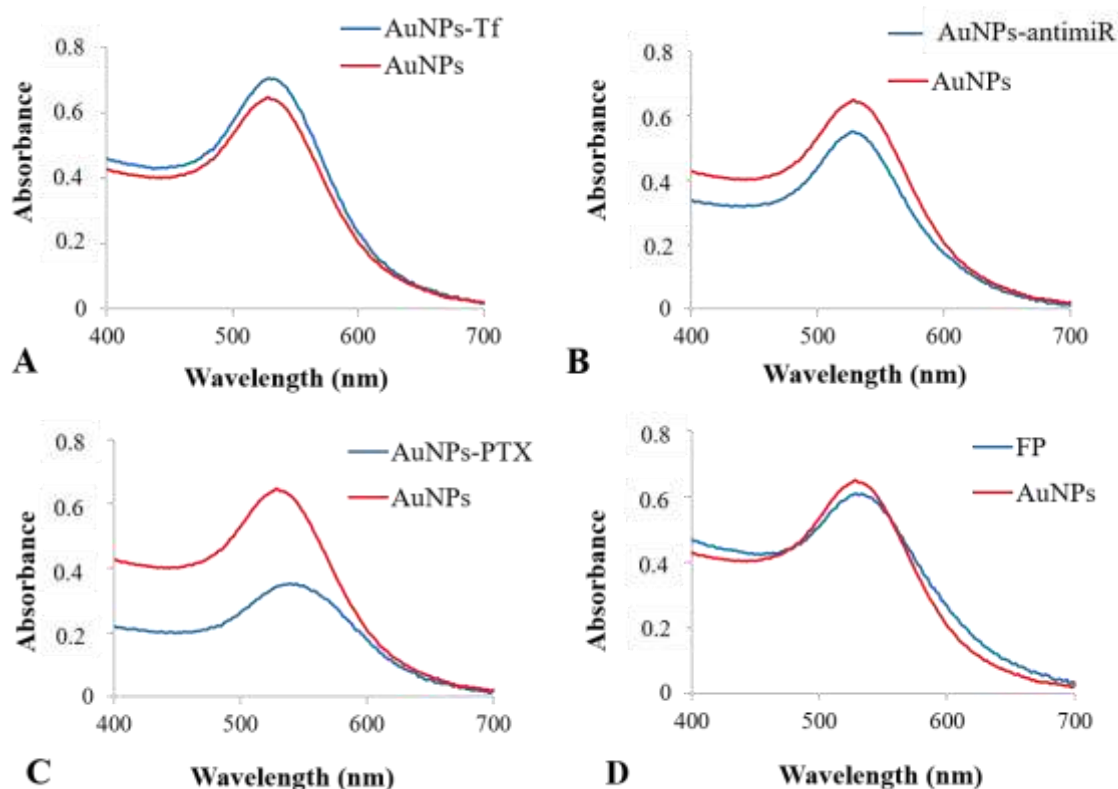 AuNPs-Tf
AuNPs
0.8
0.6
0.4
0.2
0
Absorbance
400 500 600 700
Wavelength (nm)
A
AuNPs-antimiR
AuNPs
0.8
0.6
0.4
0.2
0
Absorbance
400 500 600 700
Wavelength (nm)
B
AuNPs-PTX
AuNPs
0.8
0.6
0.4
0.2
0
Absorbance
400 500 600 700
Wavelength (nm)
C
FP
AuNPs
0.8
0.6
0.4
0.2
0
Absorbance
400 500 600 700
Wavelength (nm)
D